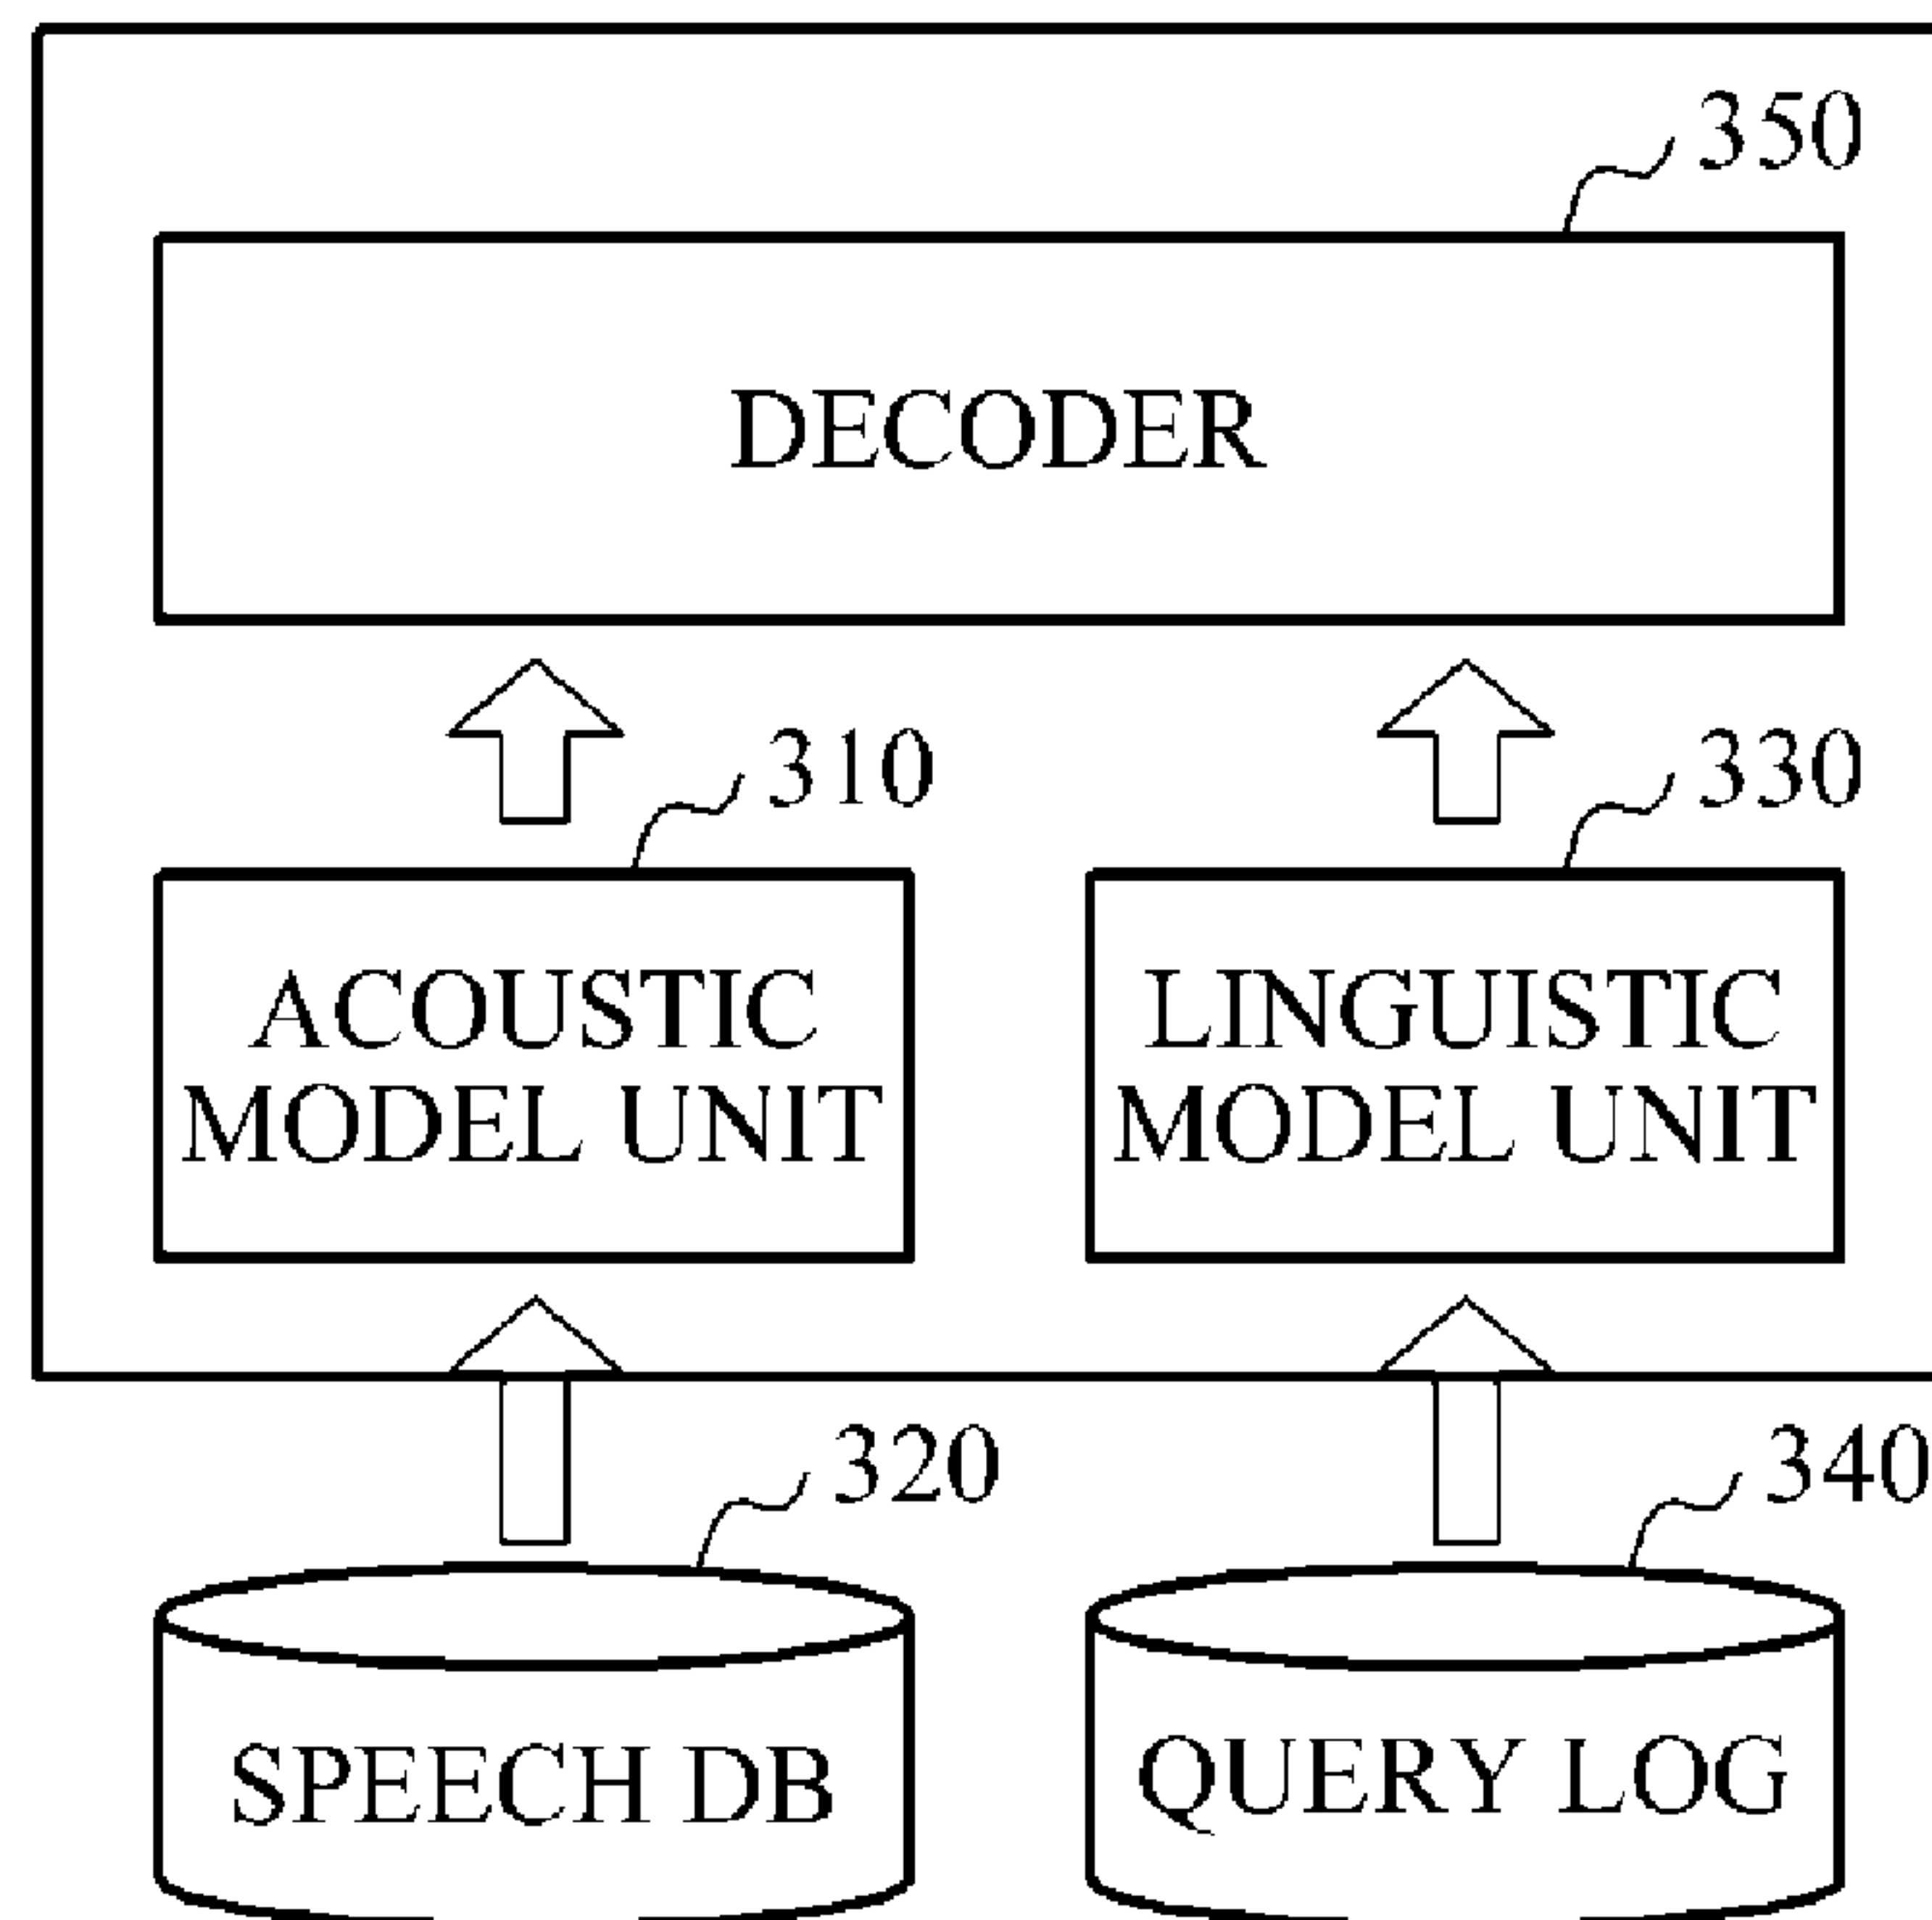 350
DECODER
310
330
ACOUSTIC
MODEL UNIT
LINGUISTIC
MODEL UNIT
320
340
SPEECH DB
QUERY LOG